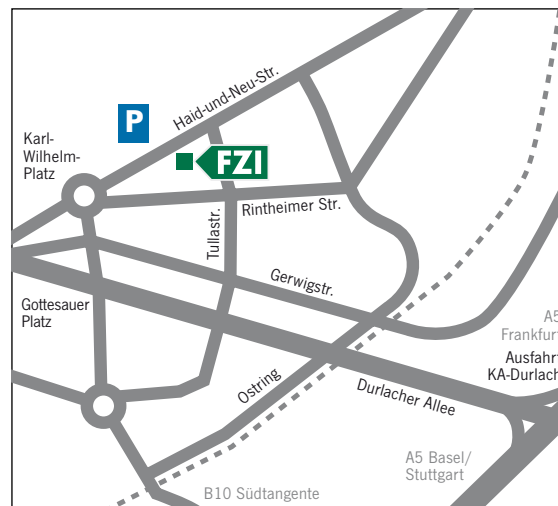 Haid-und-Neu-Str.
P
Karl-
Wilhelm-
Platz
FZI
Rintheimer Str.
Tullastr.
Gerwigstr.
Gottesauer
Platz
A5
Frankfurt
Ausfahrt
KA-Durlach
Ostring
Durlacher Allee
A5 Basel/
Stuttgart
B10 Südtangente